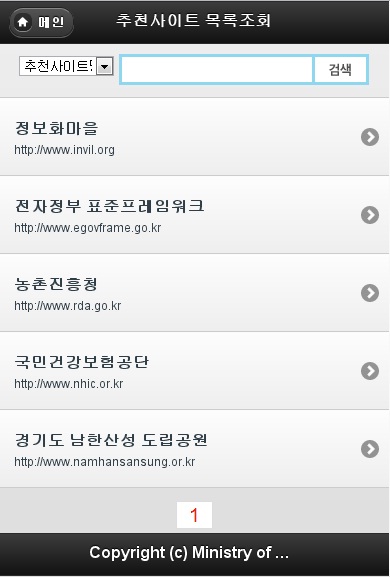 메인
추천사이트 목록조회
추천사이트명
검색
정보화마을
http://www.invil.org
전자정부 표준프레임워크
http://www.egovframe.go.kr
농촌진흥청
http://www.rda.go.kr
국민건강보험공단
http://www.nhic.or.kr
경기도 남한산성 도립공원
http://www.namhansansung.or.kr
1
Copyright (c) Ministry of ...